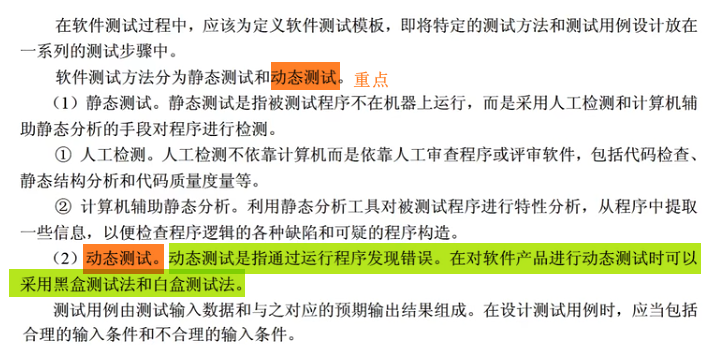 在软件测试过程中，应该为定义软件测试模板，即将特定的测试方法和测试用例设计放在
一系列的测试步骤中。
软件测试方法分为静态测试和动态测试。重点
（1）静态测试。静态测试是指被测试程序不在机器上运行，而是采用人工检测和计算机辅
助静态分析的手段对程序进行检测。
① 人工检测。人工检测不依靠计算机而是依靠人工审查程序或评审软件，包括代码检查、
静态结构分析和代码质量度量等。
② 计算机辅助静态分析。利用静态分析工具对被测试程序进行特性分析，从程序中提取
一些信息，以便检查程序逻辑的各种缺陷和可疑的程序构造。
（2）动态测试。动态测试是指通过运行程序发现错误。在对软件产品进行动态测试时可以
采用黑盒测试法和白盒测试法。
测试用例由测试输入数据和与之对应的预期输出结果组成。在设计测试用例时，应当包括
合理的输入条件和不合理的输入条件。